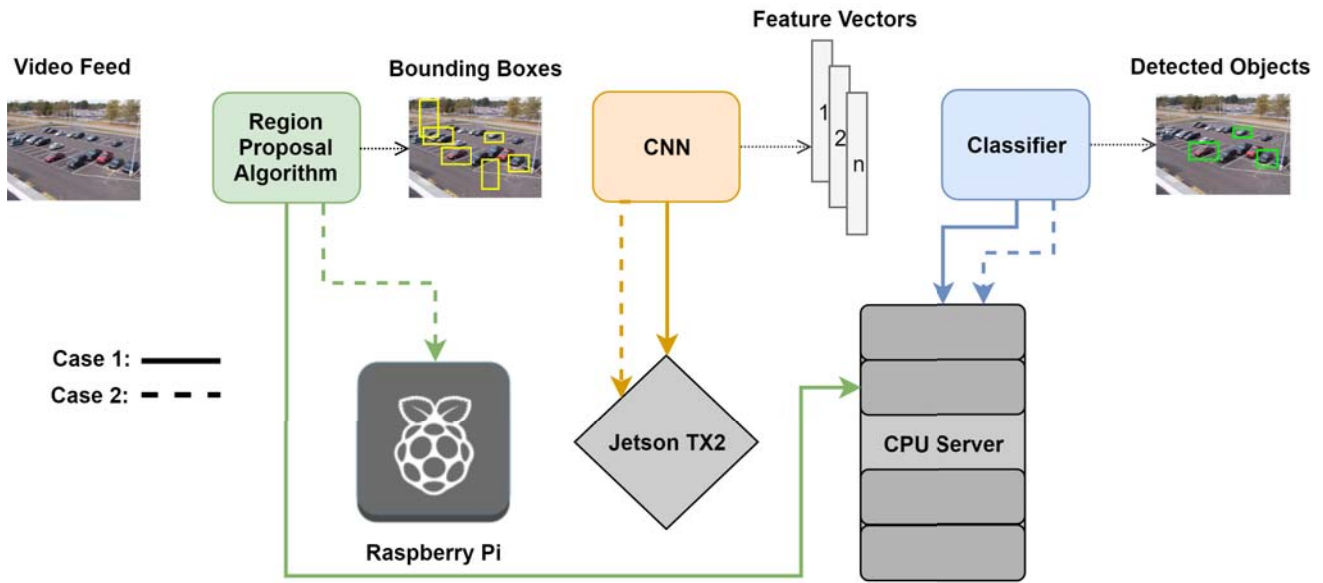 Feature Vectors
Video Feed
Bounding Boxes
Detected Objects
Region
Proposal
Algorithm
CNN
1
2
n
Classifier
Case 1:
Case 2:
Jetson TX2
CPU Server
Raspberry Pi